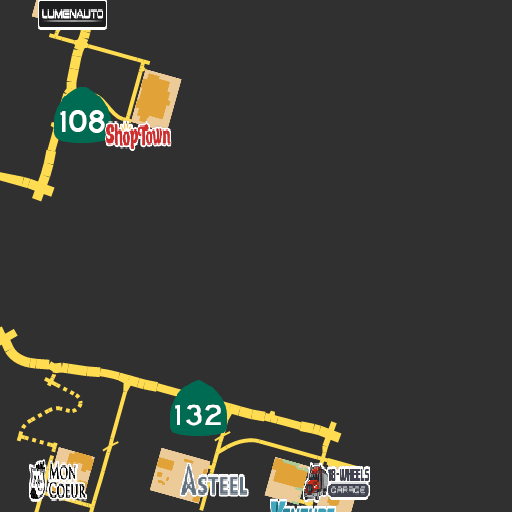 LUMENAUTO
108
ShopTown
132
MON
COEUR
ASTEEL
18-WHEELS
GARAGE